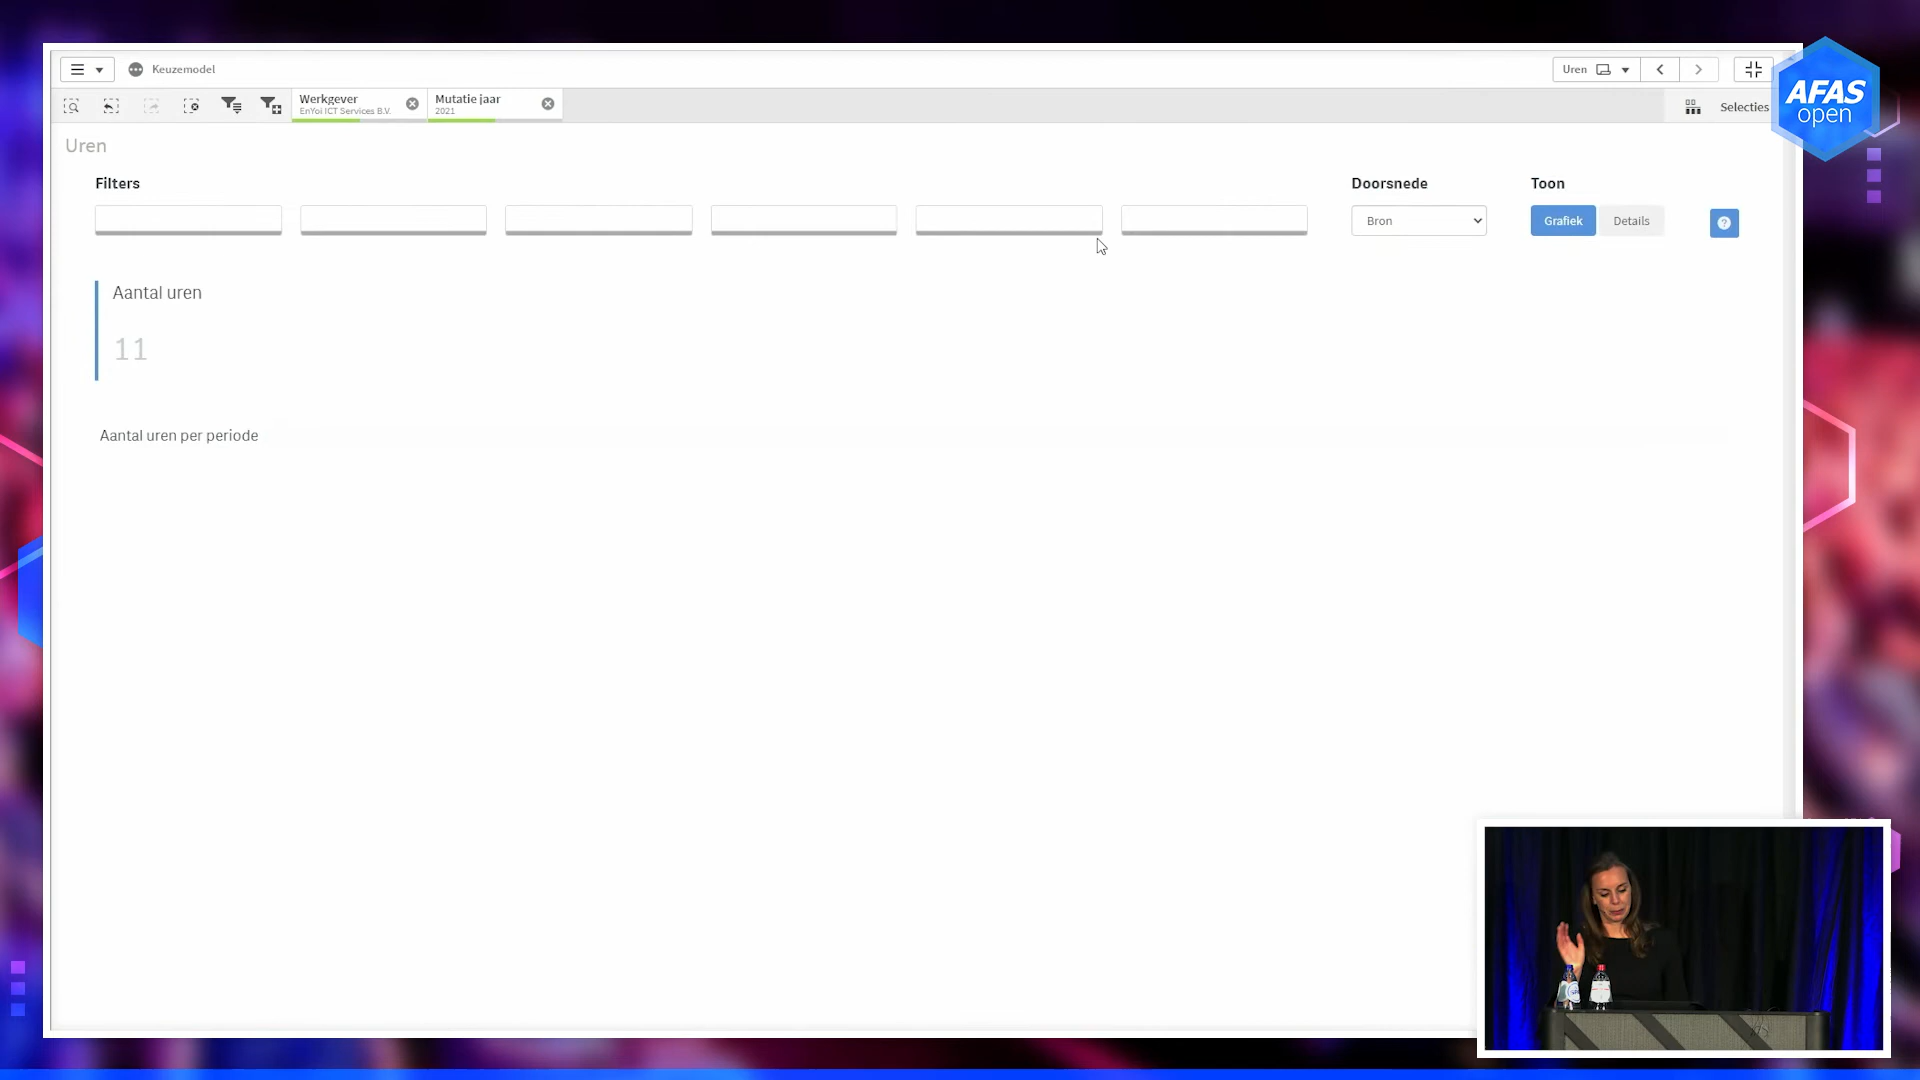 Keuzemodel
Uren
Werkgever
EnYoi ICT Services B.V.
Mutatie jaar
2021
Selecties
AFAS
open
Uren
Filters
Doorsnede
Toon
Bron
Grafiek
Details
?
Aantal uren
11
Aantal uren per periode